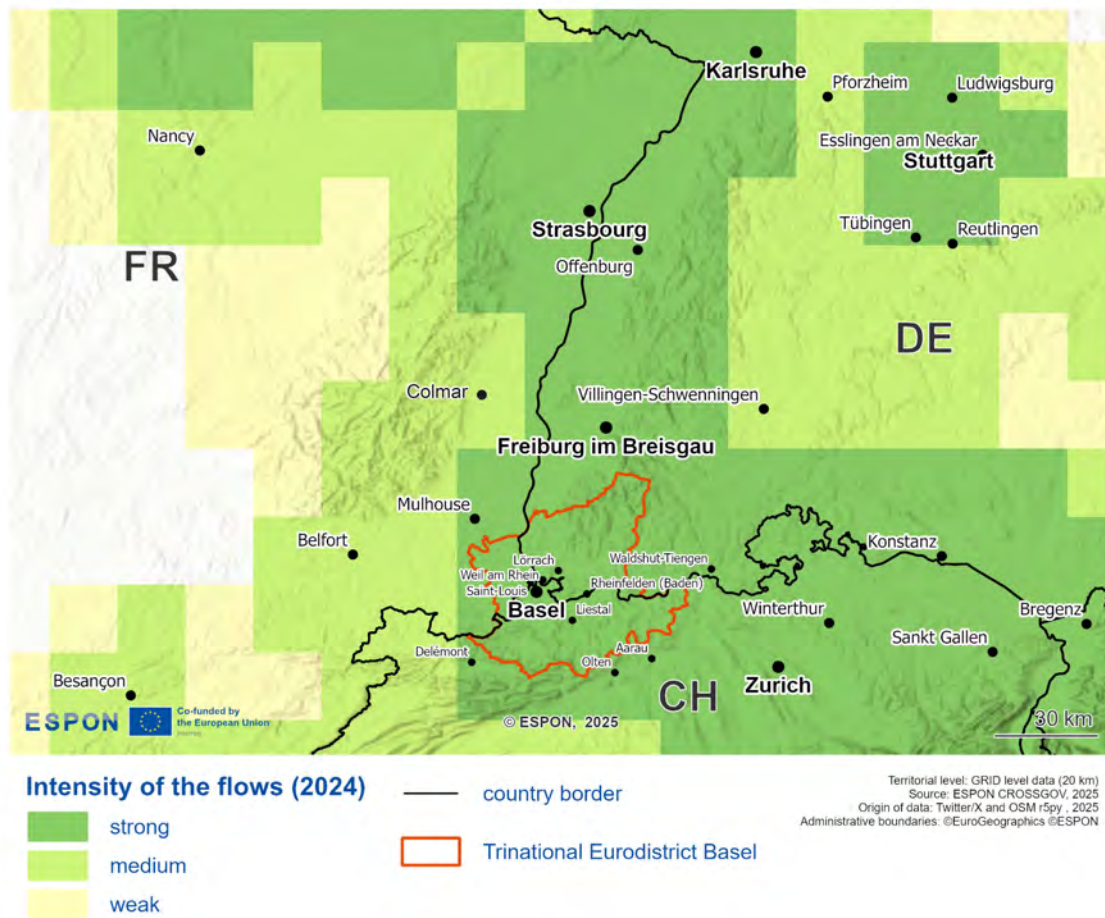 Karlsruhe
Pforzheim
Ludwigsburg
Nancy
Esslingen am Neckar
Stuttgart
Strasbourg
Tübingen
Reutlingen
FR
Offenburg
DE
Colmar
Villingen-Schwenningen
Freiburg im Breisgau
Mulhouse
Belfort
Konstanz
Lörrach
Waldshut-Tiengen
Weil am Rhein
Rheinfelden (Baden)
Saint-Louis
Basel
Liestal
Winterthur
Bregenz
Sankt Gallen
Delémont
Aarau
Olten
Besançon
CH
Zurich
ESPON
Co-funded by
the European Union
Interreg
© ESPON, 2025
30 km
Intensity of the flows (2024)
strong
medium
weak
country border
Trinational Eurodistrict Basel
Territorial level: GRID level data (20 km)
Source: ESPON CROSSGOV, 2025
Origin of data: Twitter/X and OSM r5py , 2025
Administrative boundaries: ©EuroGeographics ©ESPON